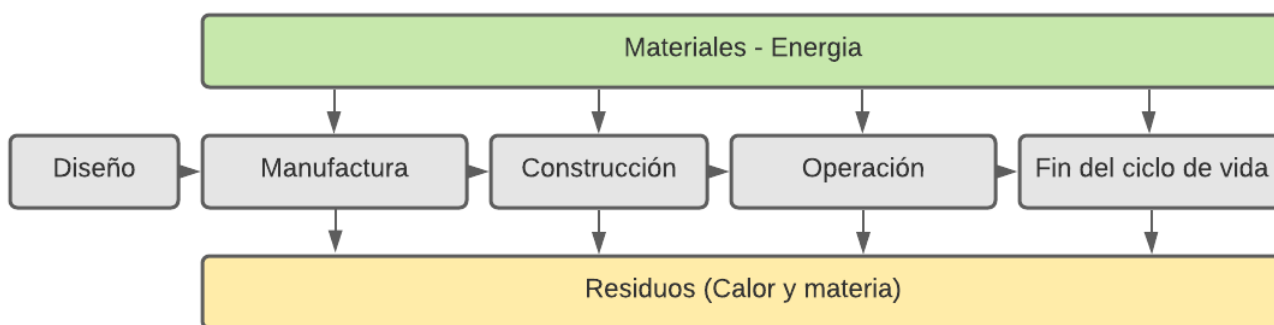 Materiales - Energia
Diseño
Manufactura
Construcción
Operación
Fin del ciclo de vida
Residuos (Calor y materia)